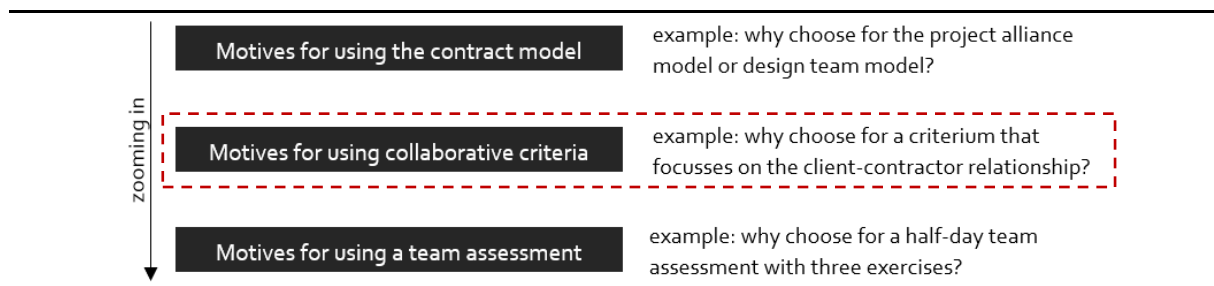 Motives for using the contract model
example: why choose for the project alliance
model or design team model?
zooming in
Motives for using collaborative criteria
example: why choose for a criterium that
focusses on the client-contractor relationship?
Motives for using a team assessment
example: why choose for a half-day team
assessment with three exercises?